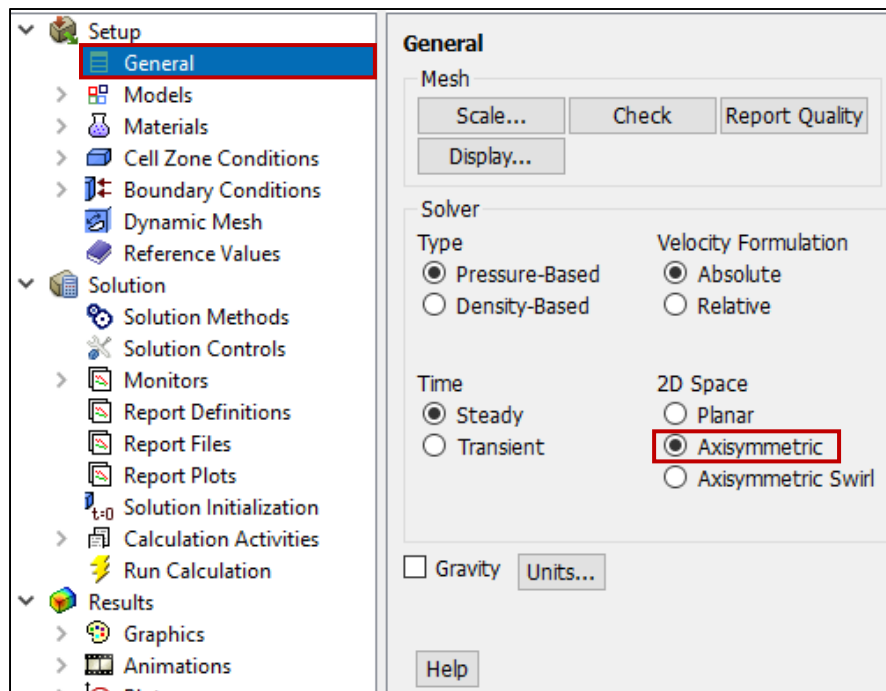 Setup
General
Models
Materials
Cell Zone Conditions
Boundary Conditions
Dynamic Mesh
Reference Values
Solution
Solution Methods
Solution Controls
Monitors
Report Definitions
Report Files
Report Plots
t=0 Solution Initialization
Calculation Activities
Run Calculation
Results
Graphics
Animations
General
Mesh
Scale... Check Report Quality
Display...
Solver
Type Velocity Formulation
Pressure-Based Absolute
Density-Based Relative
Time 2D Space
Steady Planar
Transient Axisymmetric
Axisymmetric Swirl
Gravity Units...
Help